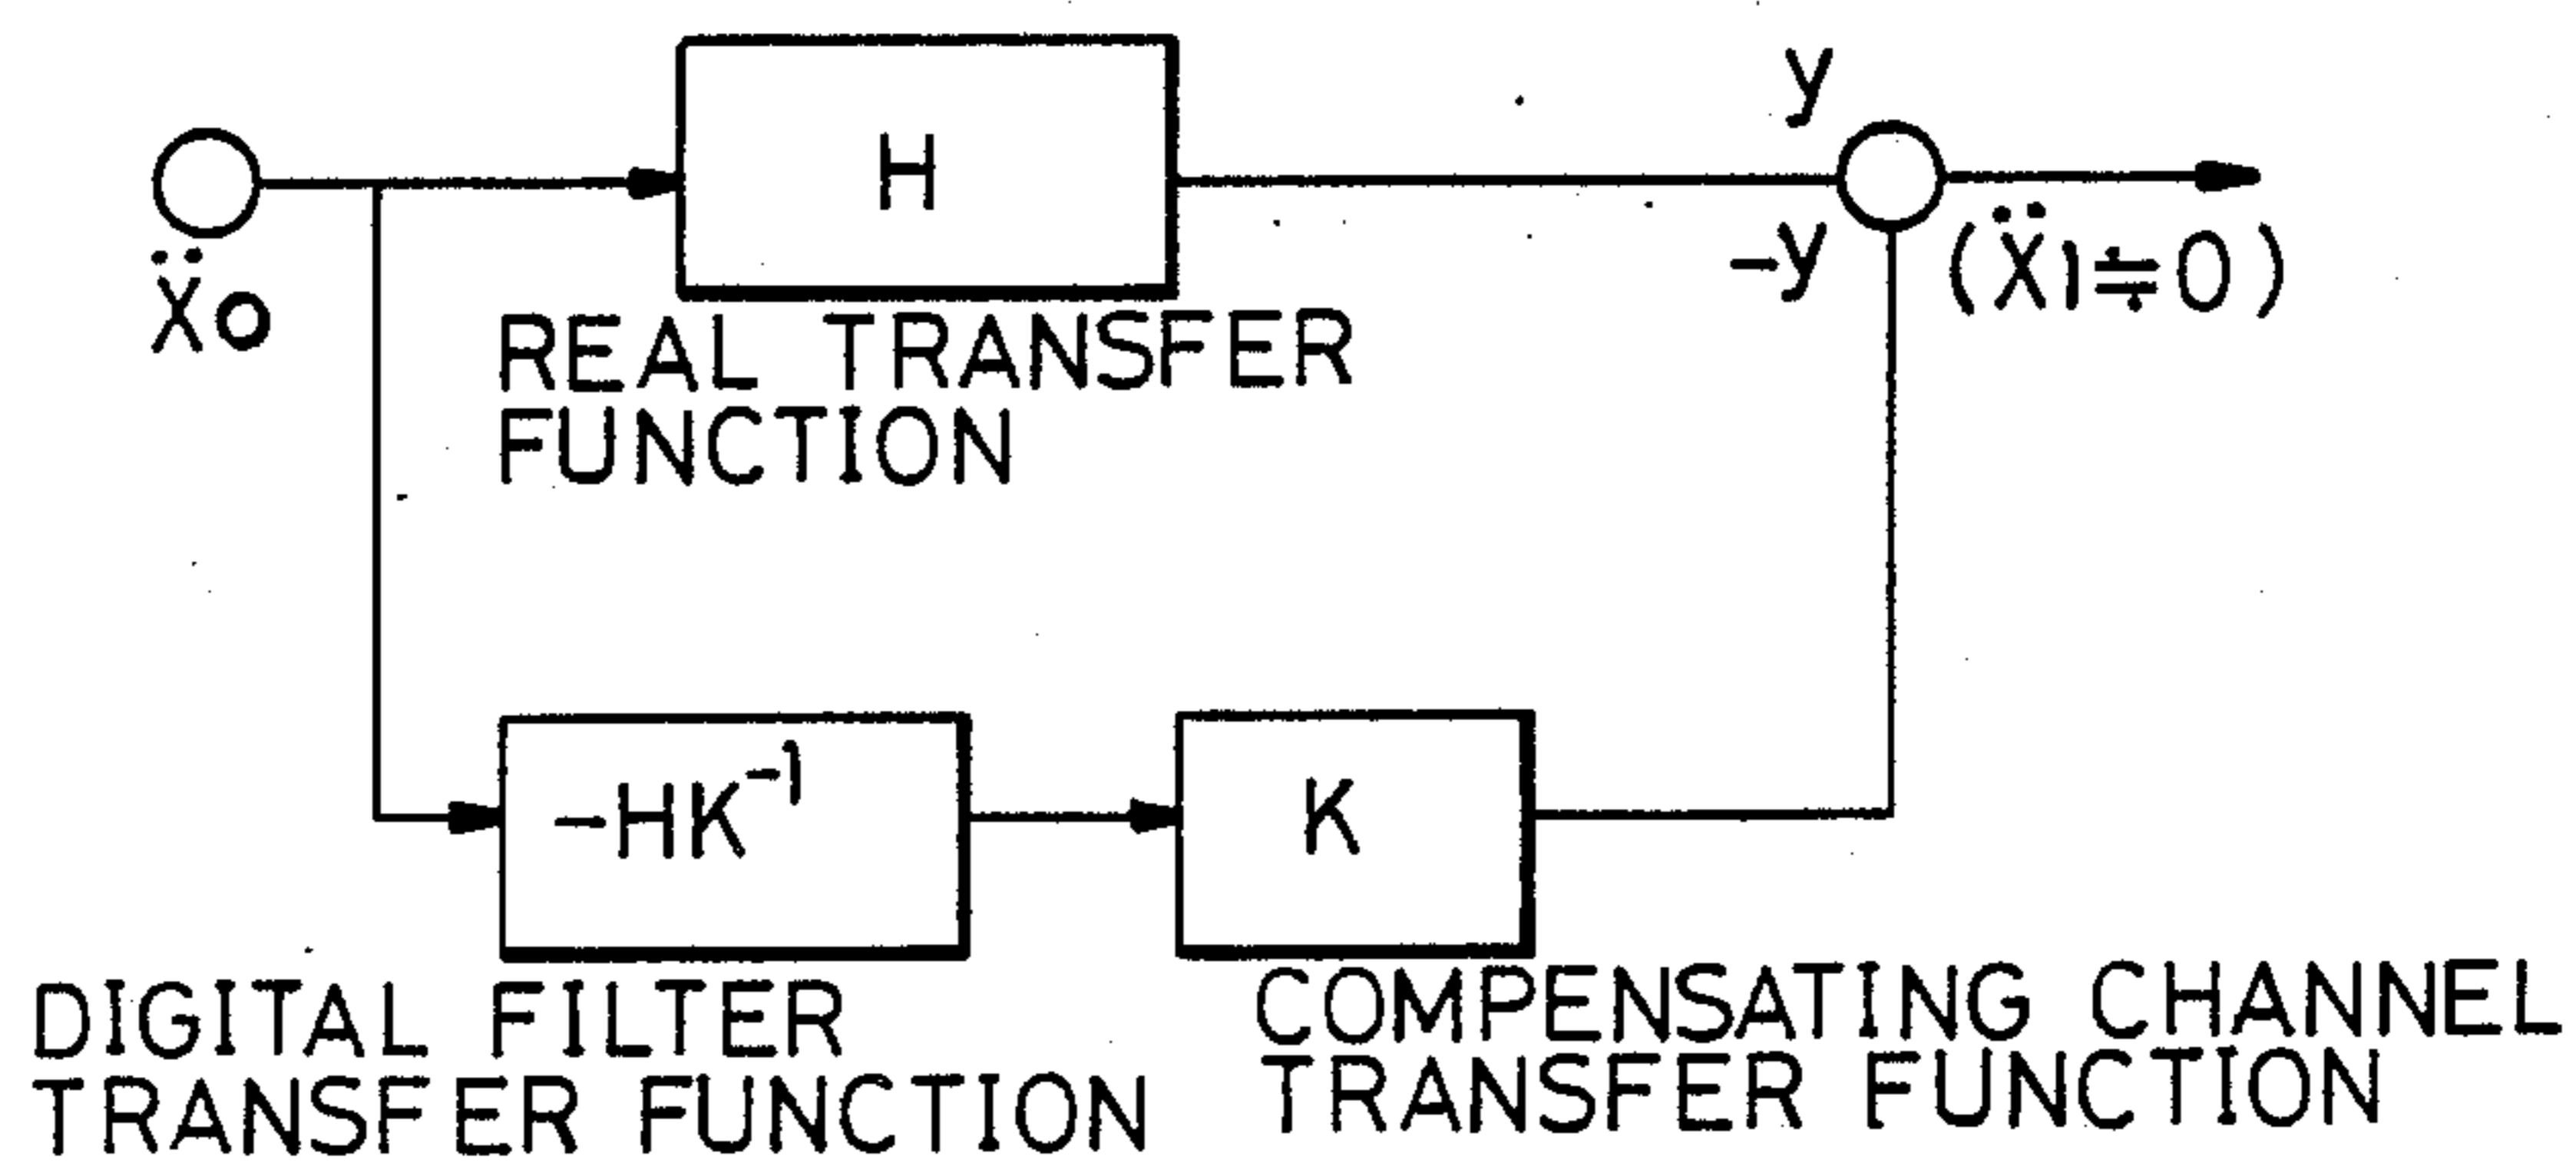 H
y
Ẍo
-y
(Ẍ1≒0)
REAL TRANSFER
FUNCTION
-HK⁻¹
K
DIGITAL FILTER
TRANSFER FUNCTION
COMPENSATING CHANNEL
TRANSFER FUNCTION